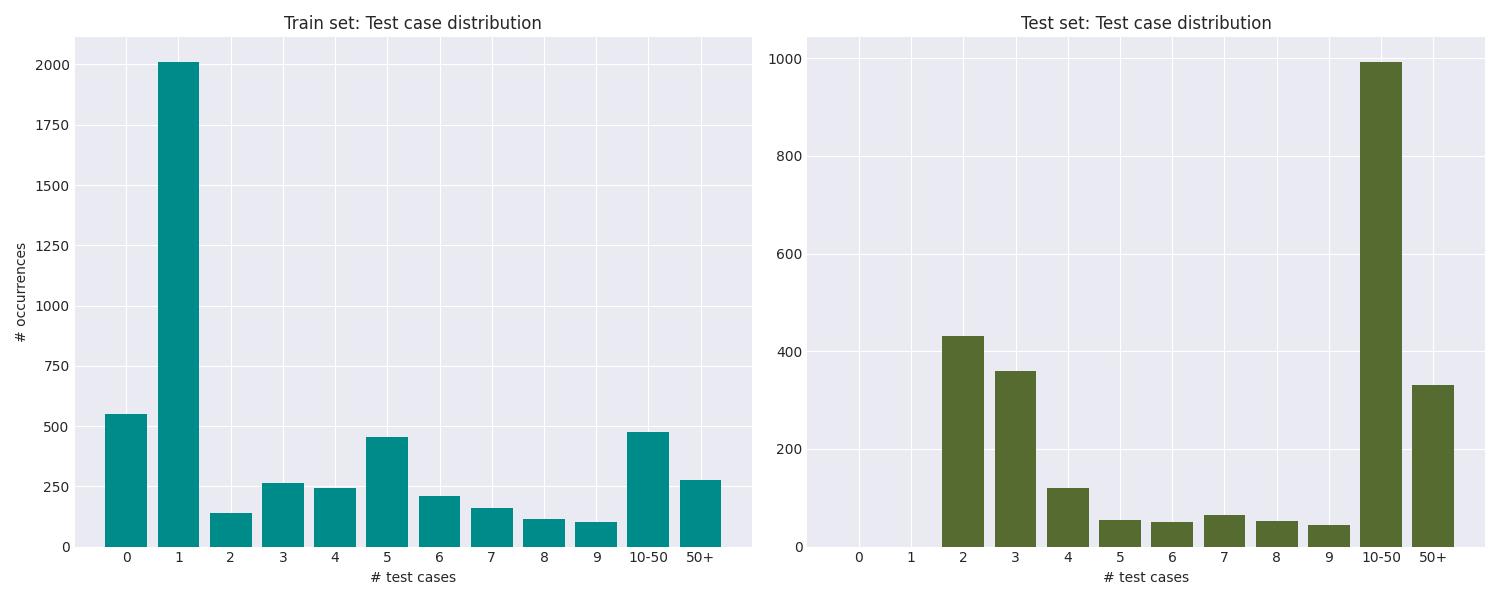 Train set: Test case distribution
# occurrences
2000
1750
1500
1250
1000
750
500
250
0
0 1 2 3 4 5 6 7 8 9 10-50 50+
# test cases
Test set: Test case distribution
1000
800
600
400
200
0
0 1 2 3 4 5 6 7 8 9 10-50 50+
# test cases